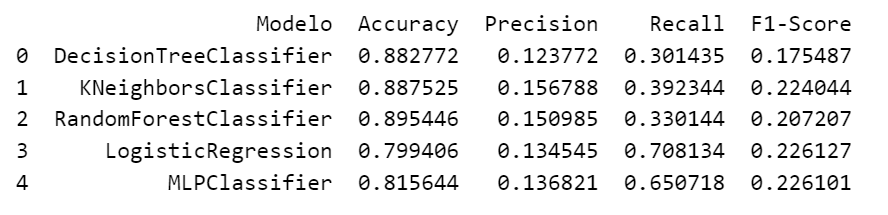 Modelo Accuracy Precision Recall F1-Score
0 DecisionTreeClassifier 0.882772 0.123772 0.301435 0.175487
1 KNeighborsClassifier 0.887525 0.156788 0.392344 0.224044
2 RandomForestClassifier 0.895446 0.150985 0.330144 0.207207
3 LogisticRegression 0.799406 0.134545 0.708134 0.226127
4 MLPClassifier 0.815644 0.136821 0.650718 0.226101